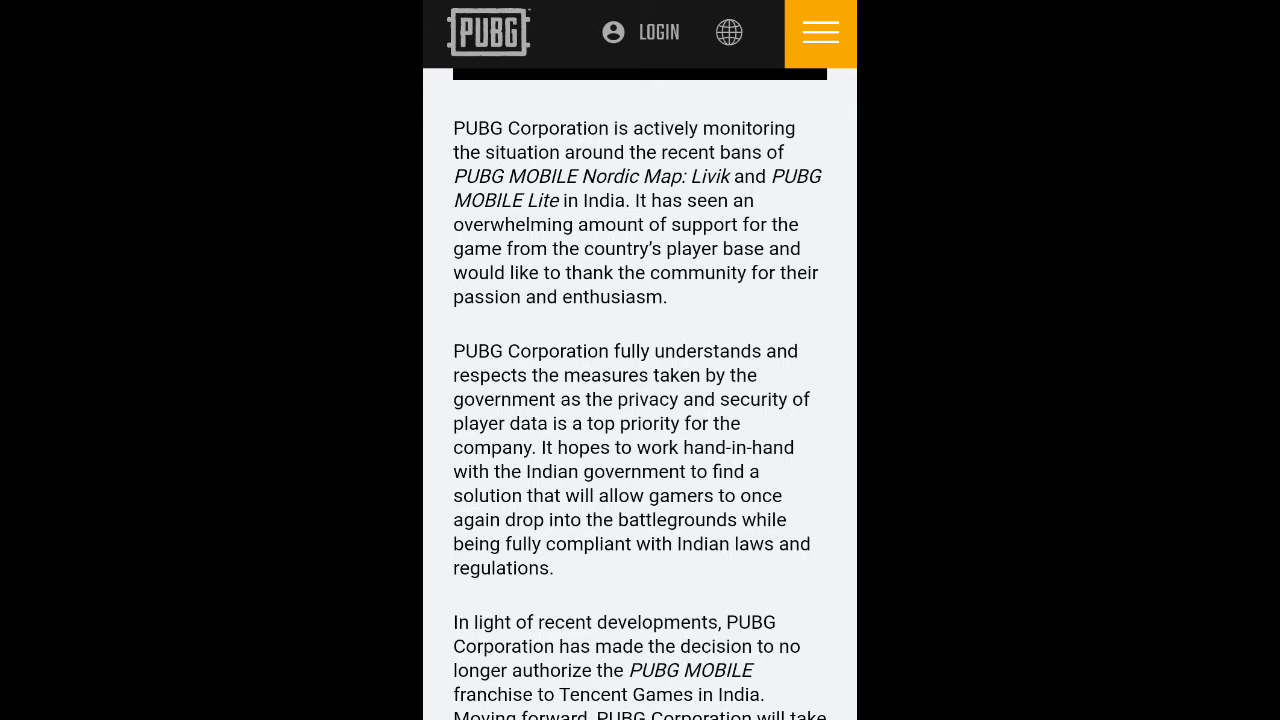 PUBG
LOGIN
PUBG Corporation is actively monitoring
the situation around the recent bans of
PUBG MOBILE Nordic Map: Livik and PUBG
MOBILE Lite in India. It has seen an
overwhelming amount of support for the
game from the country’s player base and
would like to thank the community for their
passion and enthusiasm.
PUBG Corporation fully understands and
respects the measures taken by the
government as the privacy and security of
player data is a top priority for the
company. It hopes to work hand-in-hand
with the Indian government to find a
solution that will allow gamers to once
again drop into the battlegrounds while
being fully compliant with Indian laws and
regulations.
In light of recent developments, PUBG
Corporation has made the decision to no
longer authorize the PUBG MOBILE
franchise to Tencent Games in India.
Moving forward, PUBG Corporation will take